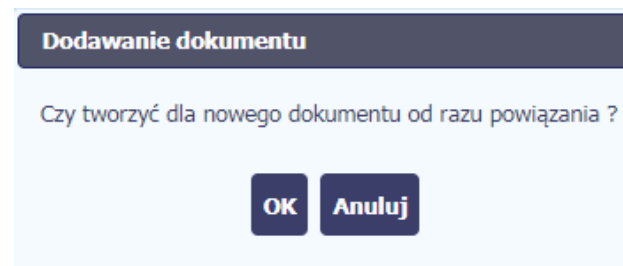 Dodawanie dokumentu
Czy tworzyć dla nowego dokumentu od razu powiązania ?
OK Anuluj